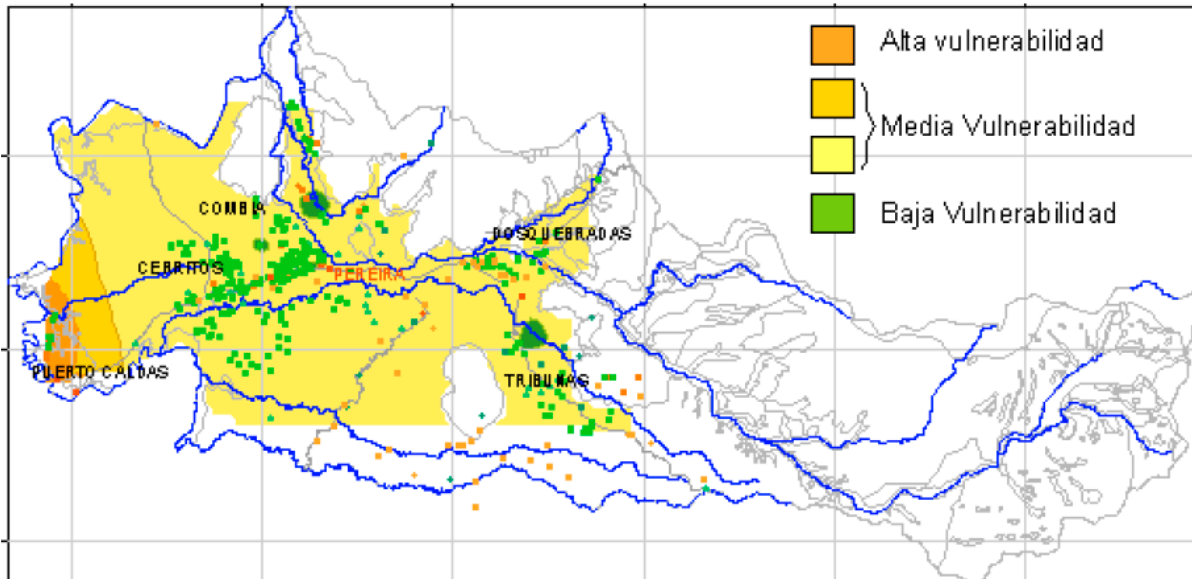 Alta vulnerabilidad
Media Vulnerabilidad
Baja Vulnerabilidad
COMBIA
DOSQUEBRADAS
CERRITOS
PEREIRA
PUERTO CALDAS
TRIBUNAS